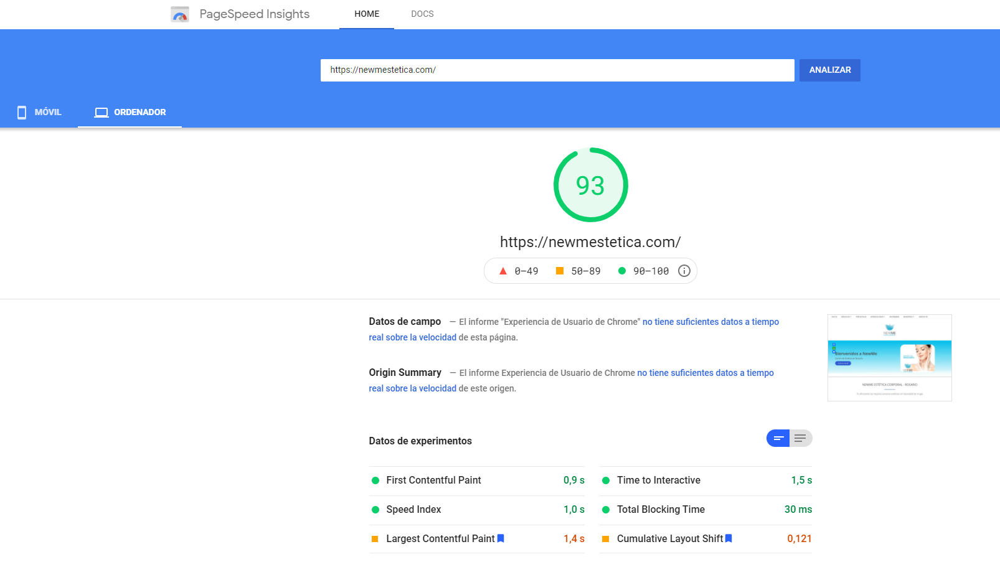 PageSpeed Insights
HOME
DOCS
https://newmestetica.com/
ANALIZAR
MÓVIL
ORDENADOR
93
https://newmestetica.com/
0–49
50–89
90–100
Datos de campo — El informe "Experiencia de Usuario de Chrome" no tiene suficientes datos a tiempo
real sobre la velocidad de esta página.
Origin Summary — El informe Experiencia de Usuario de Chrome no tiene suficientes datos a tiempo
real sobre la velocidad de este origen.
NEWME
Bienvenidos a NewMe
NEWME ESTÉTICA CORPORAL - ROSARIO
Datos de experimentos
First Contentful Paint 0,9 s
Time to Interactive 1,5 s
Speed Index 1,0 s
Total Blocking Time 30 ms
Largest Contentful Paint 1,4 s
Cumulative Layout Shift 0,121